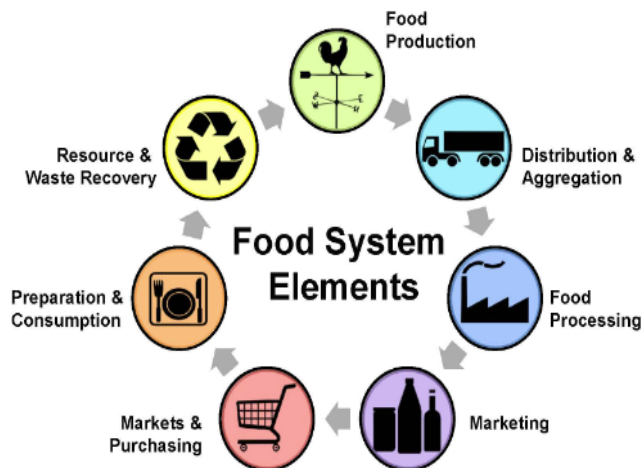 Food
Production
Distribution &
Aggregation
Food
Processing
Marketing
Markets &
Purchasing
Preparation &
Consumption
Resource &
Waste Recovery
Food System
Elements